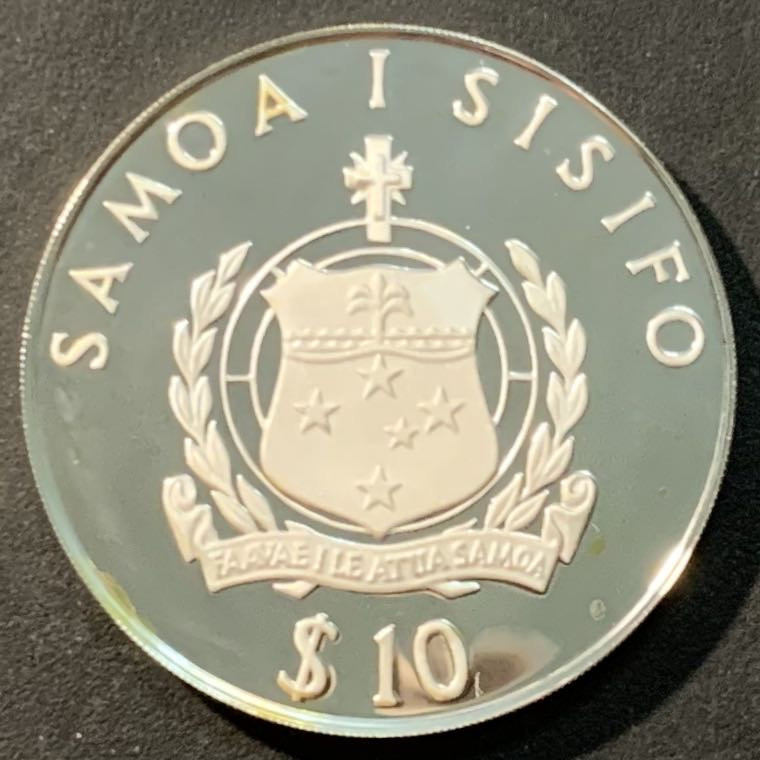 SAMOA I SISIFO
FAAVAE I LE ATUA SAMOA
$ 10